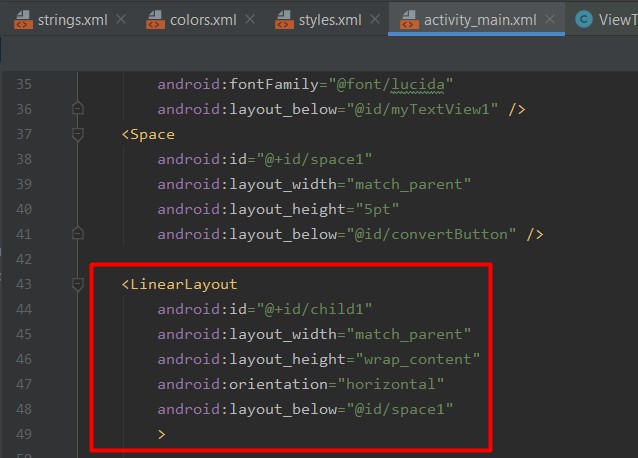 strings.xml colors.xml styles.xml activity_main.xml ViewT
35 android:fontFamily="@font/lucida"
36 android:layout_below="@id/myTextView1" />
37 <Space
38 android:id="@+id/space1"
39 android:layout_width="match_parent"
40 android:layout_height="5pt"
41 android:layout_below="@id/convertButton" />
42
43 <LinearLayout
44 android:id="@+id/child1"
45 android:layout_width="match_parent"
46 android:layout_height="wrap_content"
47 android:orientation="horizontal"
48 android:layout_below="@id/space1"
49 >